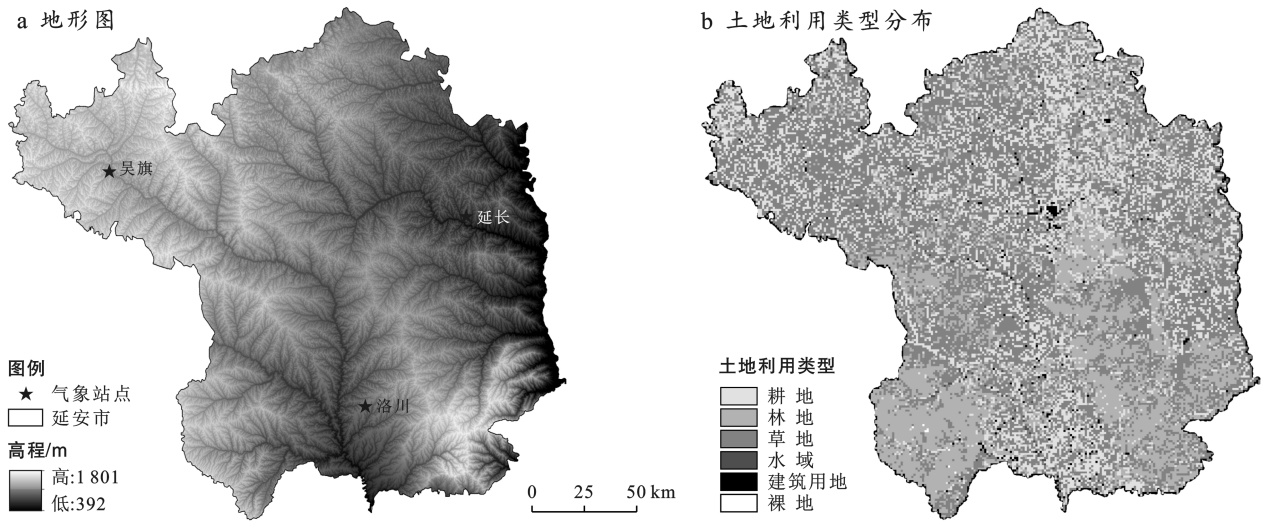 a 地形图
吴旗
延长
洛川
图例
★ 气象站点
延安市
高程/m
高:1 801
低:392
0 25 50 km
b 土地利用类型分布
土地利用类型
耕地
林地
草地
水域
建筑用地
裸地